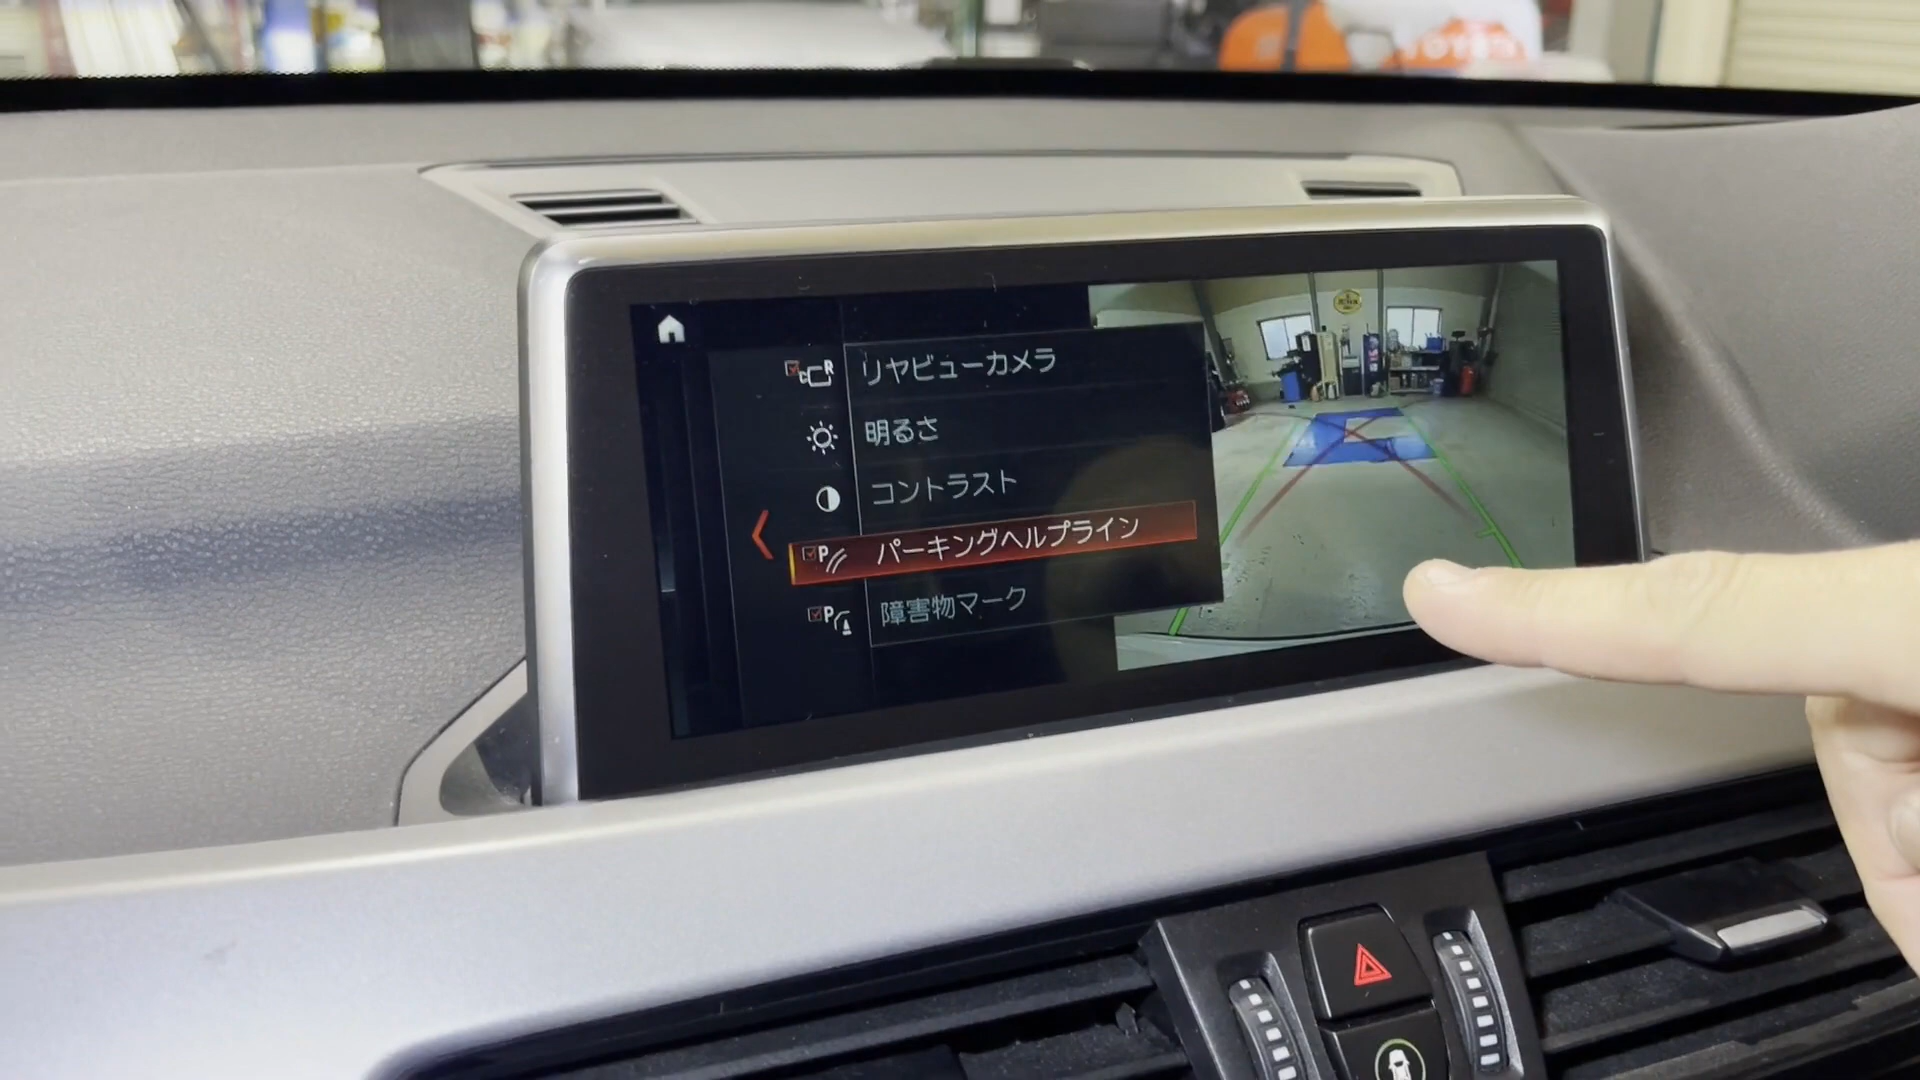 リヤビューカメラ
明るさ
コントラスト
P パーキングヘルプライン
P 障害物マーク